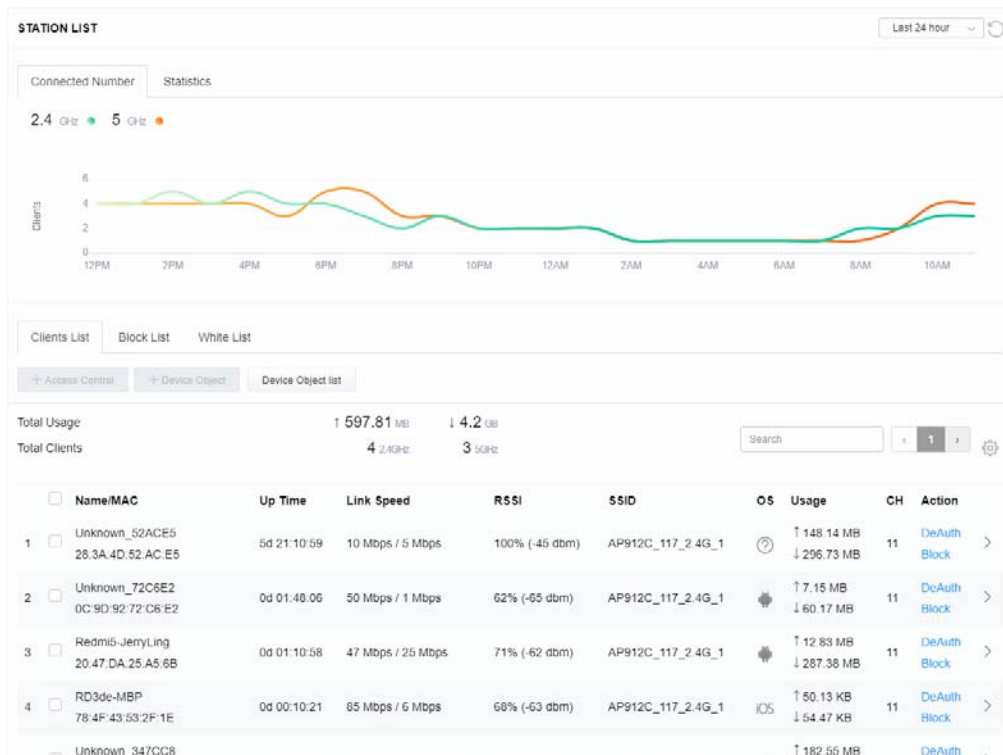 STATION LIST
Last 24 hour
Connected Number Statistics
2.4 GHz 5 GHz
Clients
6
4
2
0
12PM 2PM 4PM 6PM 8PM 10PM 12AM 2AM 4AM 6AM 8AM 10AM
Clients List Block List White List
+ Access Control + Device Object Device Object list
Total Usage ↑ 597.81 MB ↓ 4.2 GB
Total Clients 4 2.4GHz 3 5GHz
Search ‹ 1 ›
Name/MAC Up Time Link Speed RSSI SSID OS Usage CH Action
1 Unknown_52ACE5 5d 21:10:59 10 Mbps / 5 Mbps 100% (-45 dbm) AP912C_117_2.4G_1 ? ↑ 148.14 MB 11 DeAuth
28:3A:4D:52:AC:E5 ↓ 296.73 MB Block
2 Unknown_72C6E2 0d 01:48:06 50 Mbps / 1 Mbps 62% (-65 dbm) AP912C_117_2.4G_1 ↑ 7.15 MB 11 DeAuth
0C:9D:92:72:C6:E2 ↓ 60.17 MB Block
3 Redmi5-JerryLing 0d 01:10:58 47 Mbps / 25 Mbps 71% (-62 dbm) AP912C_117_2.4G_1 ↑ 12.83 MB 11 DeAuth
20:47:DA:25:A5:6B ↓ 287.38 MB Block
4 RD3de-MBP 0d 00:10:21 85 Mbps / 6 Mbps 68% (-63 dbm) AP912C_117_2.4G_1 iOS ↑ 50.13 KB 11 DeAuth
78:4F:43:53:2F:1E ↓ 54.47 KB Block
Unknown_347CC8 ↑ 182.55 MB DeAuth